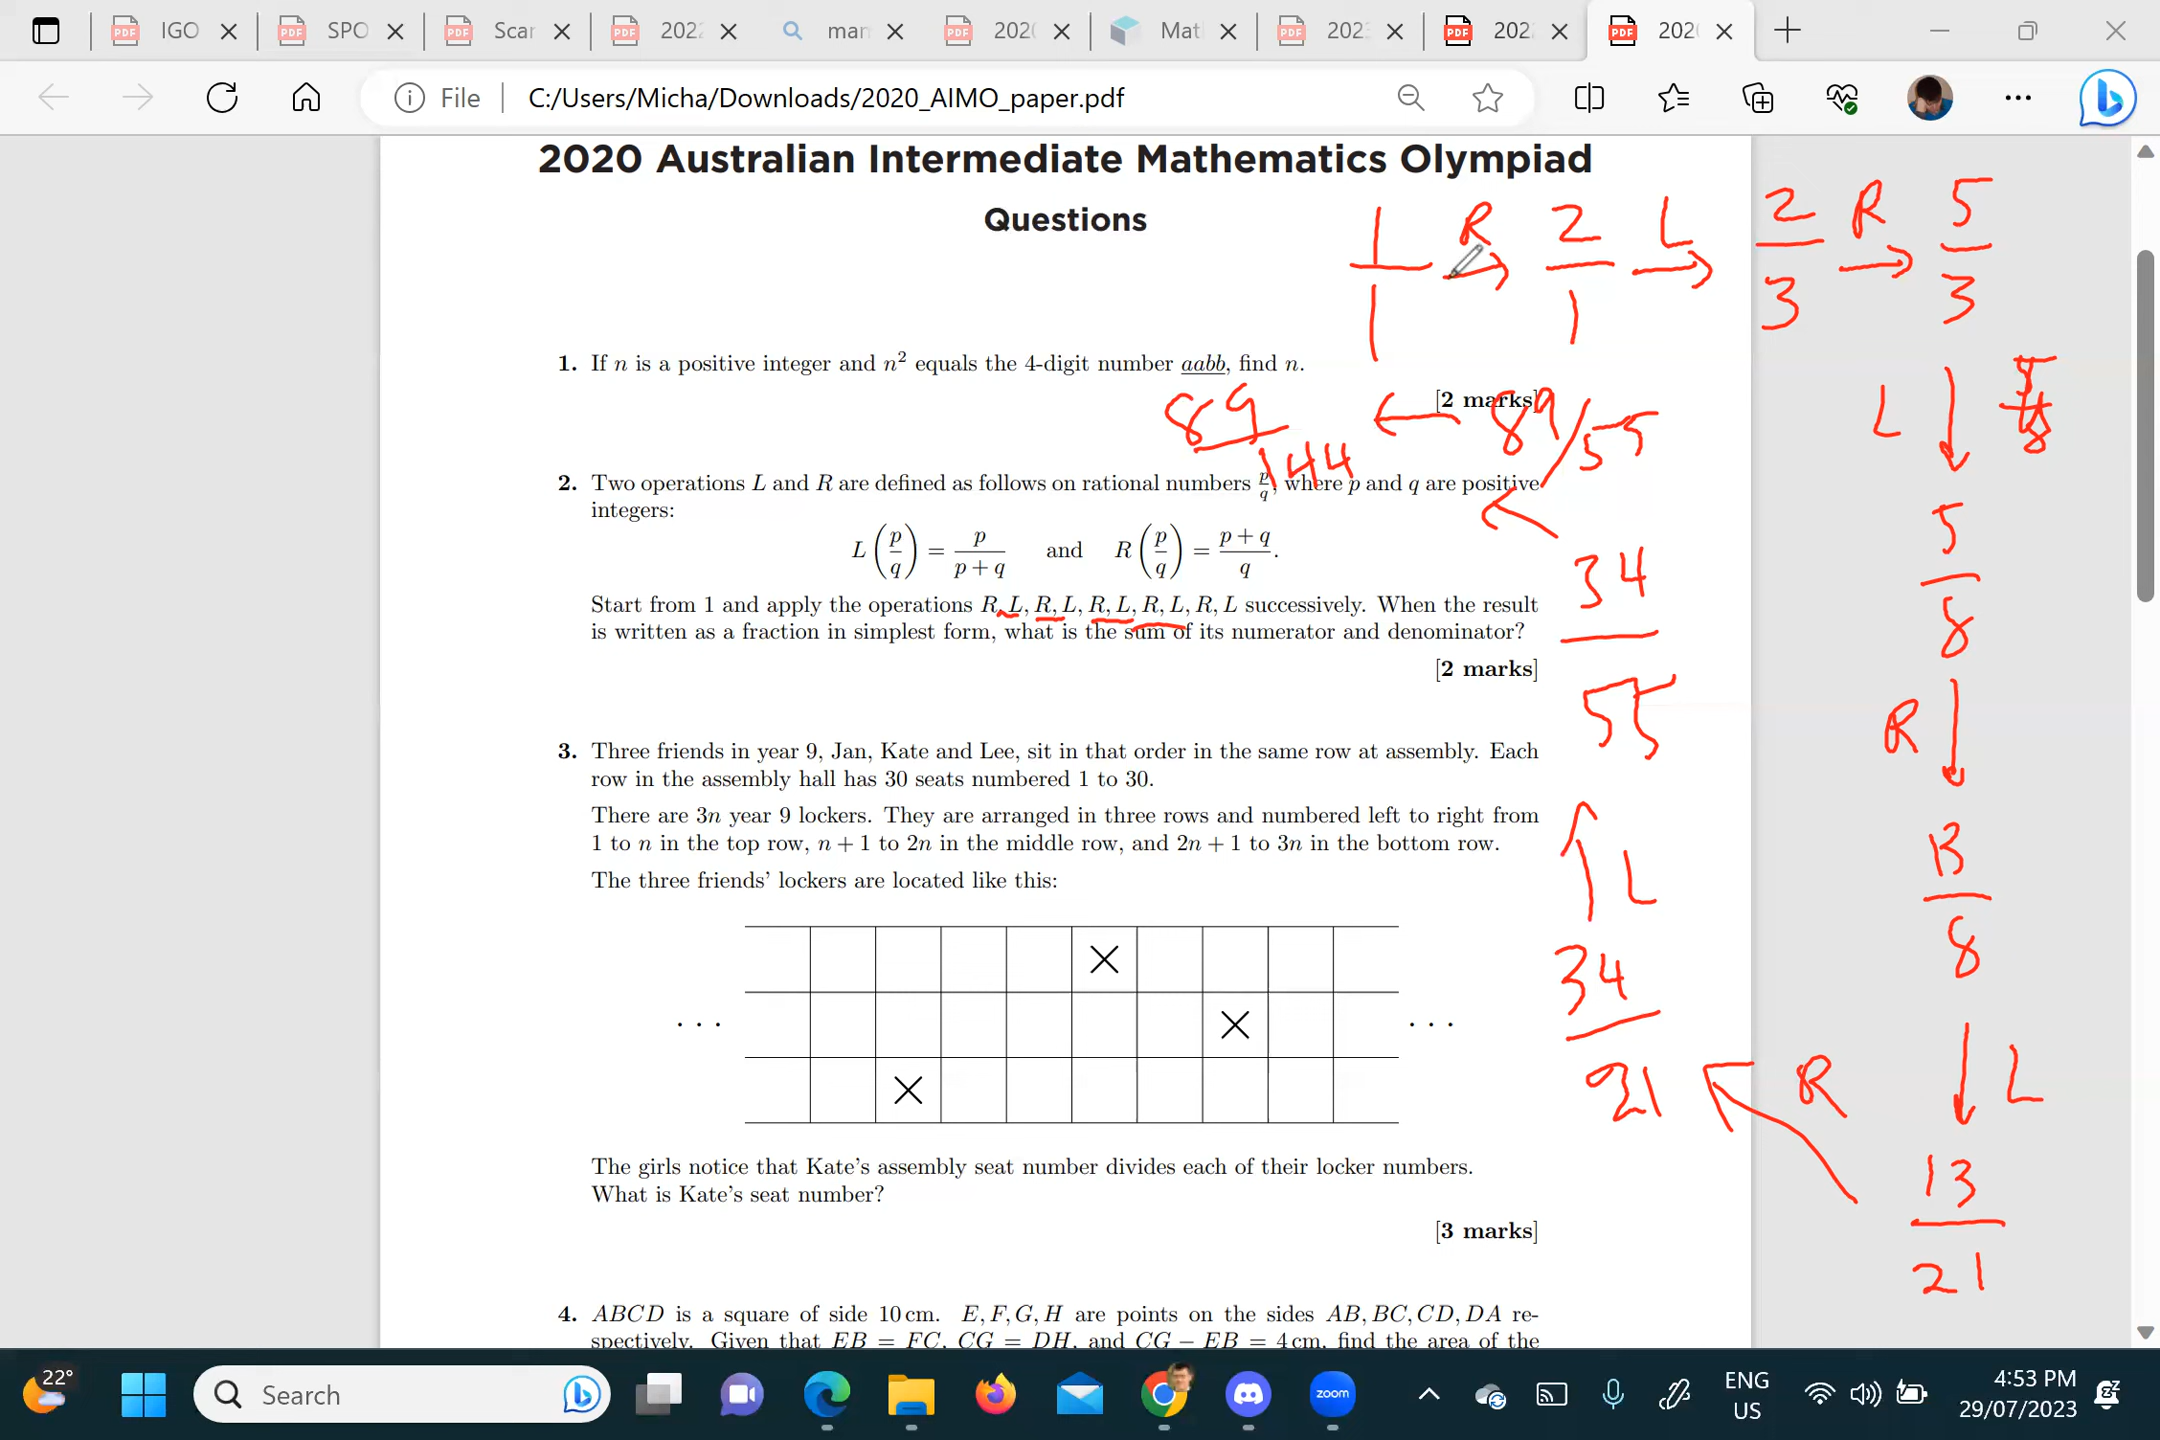 IGO
SPO
Scar
2022
man
2020
Mat
202
202
2020
File
C:/Users/Micha/Downloads/2020_AIMO_paper.pdf
2020 Australian Intermediate Mathematics Olympiad
Questions
1/1 R→ 2/1 L→ 2/3 R→ 5/3
1. If n is a positive integer and n² equals the 4-digit number aabb, find n.
[2 marks]
89/144 ← 89/55
L 5/8
2. Two operations L and R are defined as follows on rational numbers p/q, where p and q are positive
integers:
L(p/q) = p/(p + q) and R(p/q) = (p + q)/q.
Start from 1 and apply the operations R, L, R, L, R, L, R, L, R, L successively. When the result
is written as a fraction in simplest form, what is the sum of its numerator and denominator?
[2 marks]
34/55
5/8
R
13/8
3. Three friends in year 9, Jan, Kate and Lee, sit in that order in the same row at assembly. Each
row in the assembly hall has 30 seats numbered 1 to 30.
There are 3n year 9 lockers. They are arranged in three rows and numbered left to right from
1 to n in the top row, n + 1 to 2n in the middle row, and 2n + 1 to 3n in the bottom row.
The three friends' lockers are located like this:
L
34/21
R
L
13/21
· · ·
· · ·
The girls notice that Kate's assembly seat number divides each of their locker numbers.
What is Kate's seat number?
[3 marks]
4. ABCD is a square of side 10 cm. E, F, G, H are points on the sides AB, BC, CD, DA re-
spectively. Given that EB = FC, CG = DH, and CG − EB = 4 cm, find the area of the
22°
Search
zoom
ENG
US
4:53 PM
29/07/2023